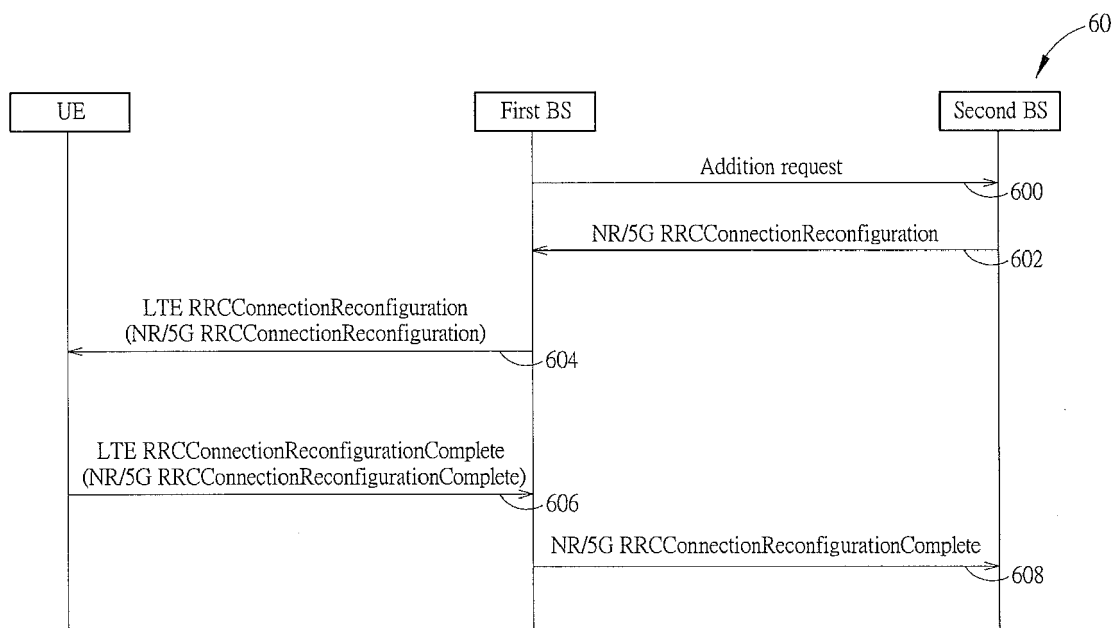 60
UE
First BS
Second BS
Addition request
600
NR/5G RRCConnectionReconfiguration
602
LTE RRCConnectionReconfiguration
(NR/5G RRCConnectionReconfiguration)
604
LTE RRCConnectionReconfigurationComplete
(NR/5G RRCConnectionReconfigurationComplete)
606
NR/5G RRCConnectionReconfigurationComplete
608